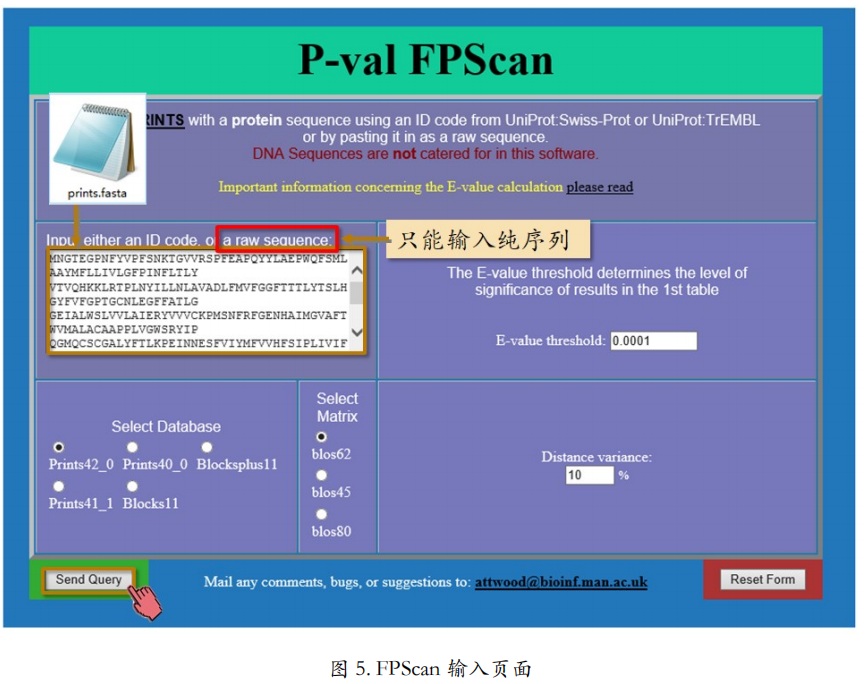 P-val FPScan
RINTS with a protein sequence using an ID code from UniProt:Swiss-Prot or UniProt:TrEMBL
or by pasting it in as a raw sequence.
DNA Sequences are not catered for in this software.
Important information concerning the E-value calculation please read
prints.fasta
Input either an ID code, or a raw sequence:
只能输入纯序列
MNGTEGPNFYVPFSNKTGVVRSPFEAPQYYLAEPWQFSML
AAYMFLLIVLGFPINFLTLY
VTVQHKKLRTPLNYILLNLAVADLFMVFGGFTTTLYTSLH
GYFVFGPTGCNLEGFFATLG
GEIALWSLVVLAIERYVVVCKPMSNFRFGENHAIMGVAFT
WVMALACAAPPLVGWSRYIP
QGMQCSCGALYFTLKPEINNESFVIYMFVVHFSIPLIVIF
The E-value threshold determines the level of
significance of results in the 1st table
E-value threshold: 0.0001
Select Database
Prints42_0 Prints40_0 Blocksplus11
Prints41_1 Blocks11
Select
Matrix
blos62
blos45
blos80
Distance variance:
10 %
Send Query
Mail any comments, bugs, or suggestions to: attwood@bioinf.man.ac.uk
Reset Form
图 5. FPScan 输入页面